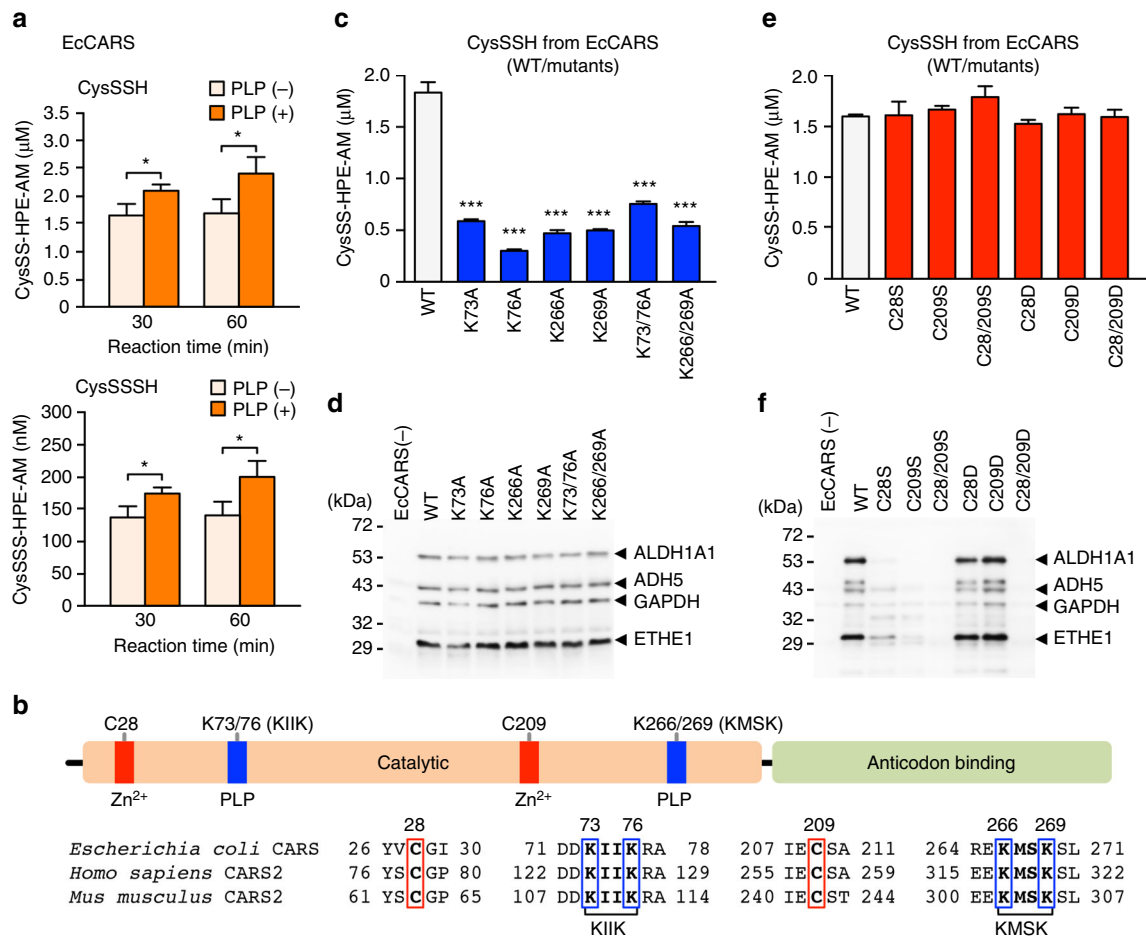 a
EcCARS
CysSSH
PLP (–)
PLP (+)
CysSS-HPE-AM (μM)
3.5
3.0
2.5
2.0
1.5
1.0
0.5
0
*
*
30 60
Reaction time (min)
CysSSSH
PLP (–)
PLP (+)
CysSSS-HPE-AM (nM)
300
250
200
150
100
50
0
*
*
30 60
Reaction time (min)
c
CysSSH from EcCARS
(WT/mutants)
CysSS-HPE-AM (μM)
2.0
1.5
1.0
0.5
0
*** *** *** *** *** ***
WT K73A K76A K266A K269A K73/76A K266/269A
e
CysSSH from EcCARS
(WT/mutants)
CysSS-HPE-AM (μM)
2.0
1.5
1.0
0.5
0
WT C28S C209S C28/209S C28D C209D C28/209D
d
EcCARS(–) WT K73A K76A K266A K269A K73/76A K266/269A
(kDa)
72
53
43
32
29
ALDH1A1
ADH5
GAPDH
ETHE1
f
EcCARS (–) WT C28S C209S C28/209S C28D C209D C28/209D
(kDa)
72
53
43
32
29
ALDH1A1
ADH5
GAPDH
ETHE1
b
C28 K73/76 (KIIK) C209 K266/269 (KMSK)
Catalytic Anticodon binding
Zn2+ PLP Zn2+ PLP
28 73 76 209 266 269
Escherichia coli CARS 26 YVCGI 30 71 DDKIIKRA 78 207 IECSA 211 264 REKMSKSL 271
Homo sapiens CARS2 76 YSCGP 80 122 DDKIIKRA 129 255 IECSA 259 315 EEKMSKSL 322
Mus musculus CARS2 61 YSCGP 65 107 DDKIIKRA 114 240 IECST 244 300 EEKMSKSL 307
KIIK KMSK